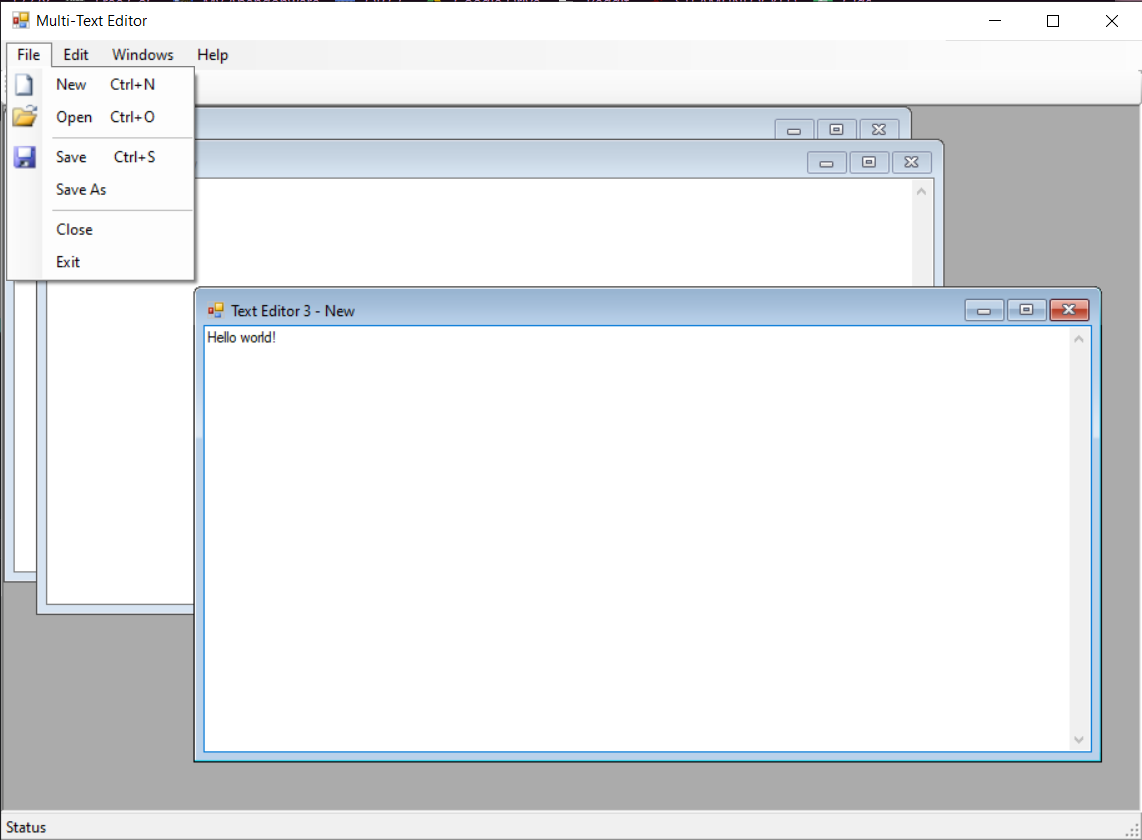 Multi-Text Editor
File Edit Windows Help
New Ctrl+N
Open Ctrl+O
Save Ctrl+S
Save As
Close
Exit
Text Editor 3 - New
Hello world!
Status